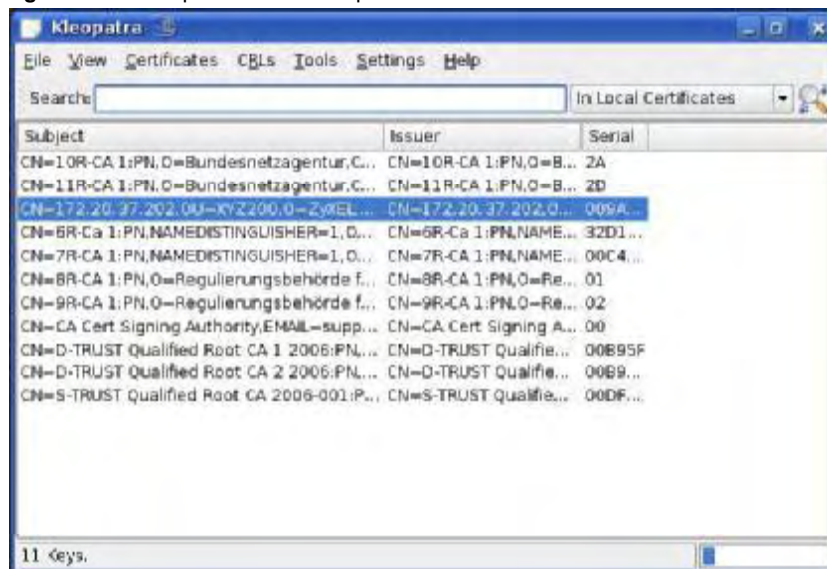 Kleopatra
File View Certificates CRLs Tools Settings Help
Search: In Local Certificates
Subject Issuer Serial
CN=10R-CA 1:PN,O=Bundesnetzagentur,C... CN=10R-CA 1:PN,O=B... 2A
CN=11R-CA 1:PN,O=Bundesnetzagentur,C... CN=11R-CA 1:PN,O=B... 2D
CN=172.20.37.202,OU=XYZ200,O=ZyXEL... CN=172.20.37.202,O... 009A...
CN=6R-Ca 1:PN,NAMEDISTINGUISHER=1,O... CN=6R-Ca 1:PN,NAME... 32D1...
CN=7R-CA 1:PN,NAMEDISTINGUISHER=1,O... CN=7R-CA 1:PN,NAME... 00C4...
CN=8R-CA 1:PN,O=Regulierungsbehörde f... CN=8R-CA 1:PN,O=Re... 01
CN=9R-CA 1:PN,O=Regulierungsbehörde f... CN=9R-CA 1:PN,O=Re... 02
CN=CA Cert Signing Authority,EMAIL=supp... CN=CA Cert Signing A... 00
CN=D-TRUST Qualified Root CA 1 2006:PN,... CN=D-TRUST Qualifie... 00B95F
CN=D-TRUST Qualified Root CA 2 2006:PN,... CN=D-TRUST Qualifie... 00B9...
CN=S-TRUST Qualified Root CA 2006-001:P... CN=S-TRUST Qualifie... 00DF...
11 Keys.